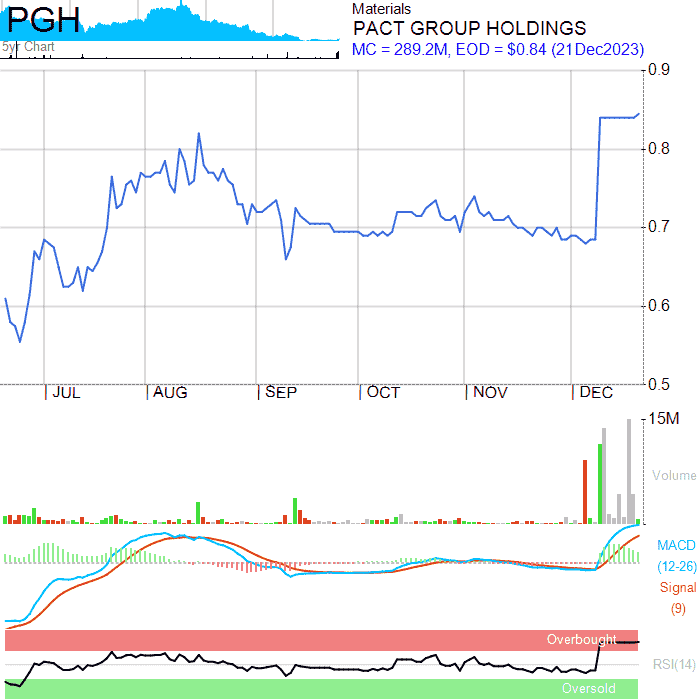 PGH
5yr Chart
Materials
PACT GROUP HOLDINGS
MC = 289.2M, EOD = $0.84 (21Dec2023)
0.9
0.8
0.7
0.6
0.5
JUL AUG SEP OCT NOV DEC
15M
Volume
MACD
(12-26)
Signal
(9)
Overbought
RSI(14)
Oversold